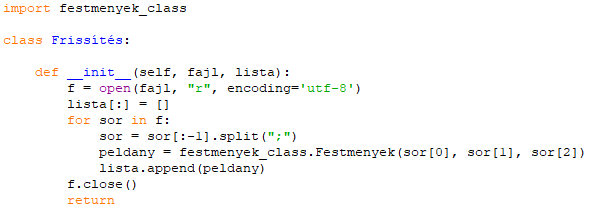 import festmenyek_class
class Frissítés:
def __init__(self, fajl, lista):
f = open(fajl, "r", encoding='utf-8')
lista[:] = []
for sor in f:
sor = sor[:-1].split(";")
peldany = festmenyek_class.Festmenyek(sor[0], sor[1], sor[2])
lista.append(peldany)
f.close()
return